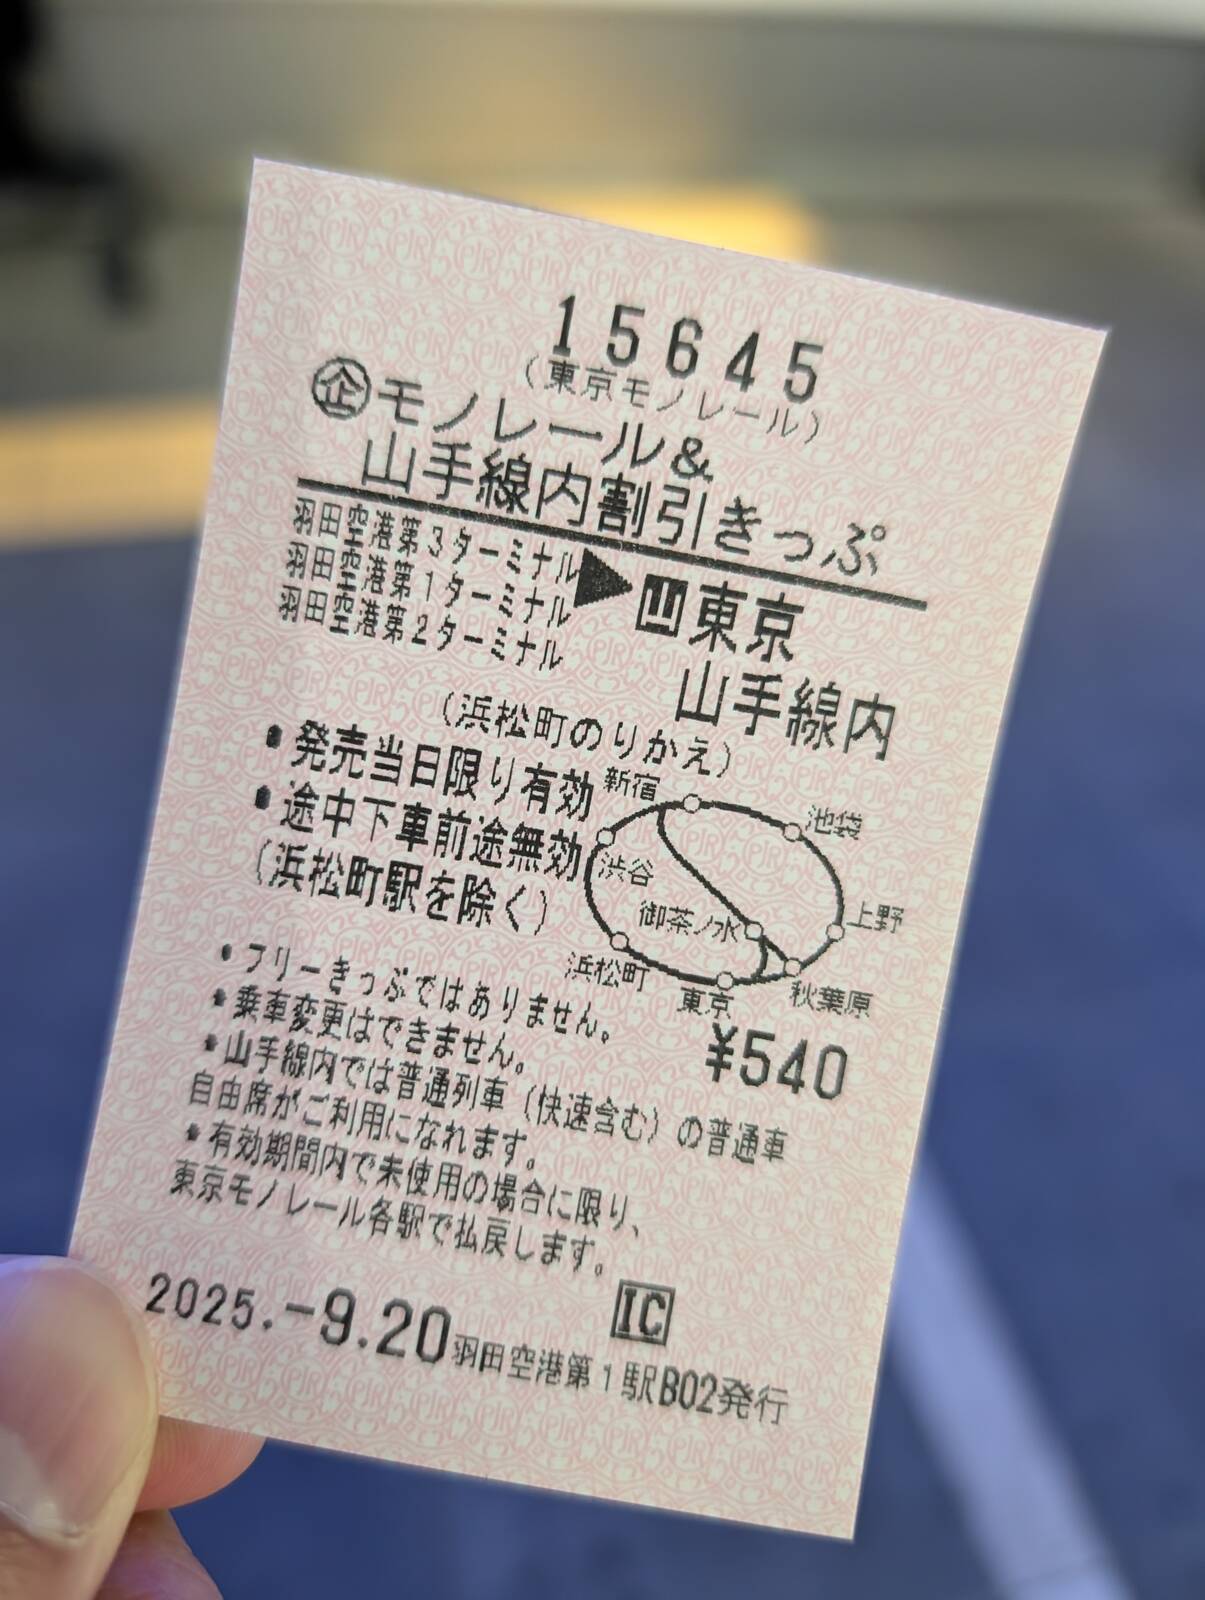 15645
(東京モノレール)
企 モノレール&
山手線内割引きっぷ
羽田空港第3ターミナル
羽田空港第1ターミナル
羽田空港第2ターミナル
▶
山 東京
山手線内
(浜松町のりかえ)
・発売当日限り有効
・途中下車前途無効
(浜松町駅を除く)
新宿
池袋
渋谷
御茶ノ水
上野
浜松町
東京
秋葉原
¥540
・フリーきっぷではありません。
・乗車変更はできません。
・山手線内では普通列車(快速含む)の普通車
自由席がご利用になれます。
・有効期間内で未使用の場合に限り、
東京モノレール各駅で払戻します。
IC
2025.-9.20 羽田空港第1駅B02発行